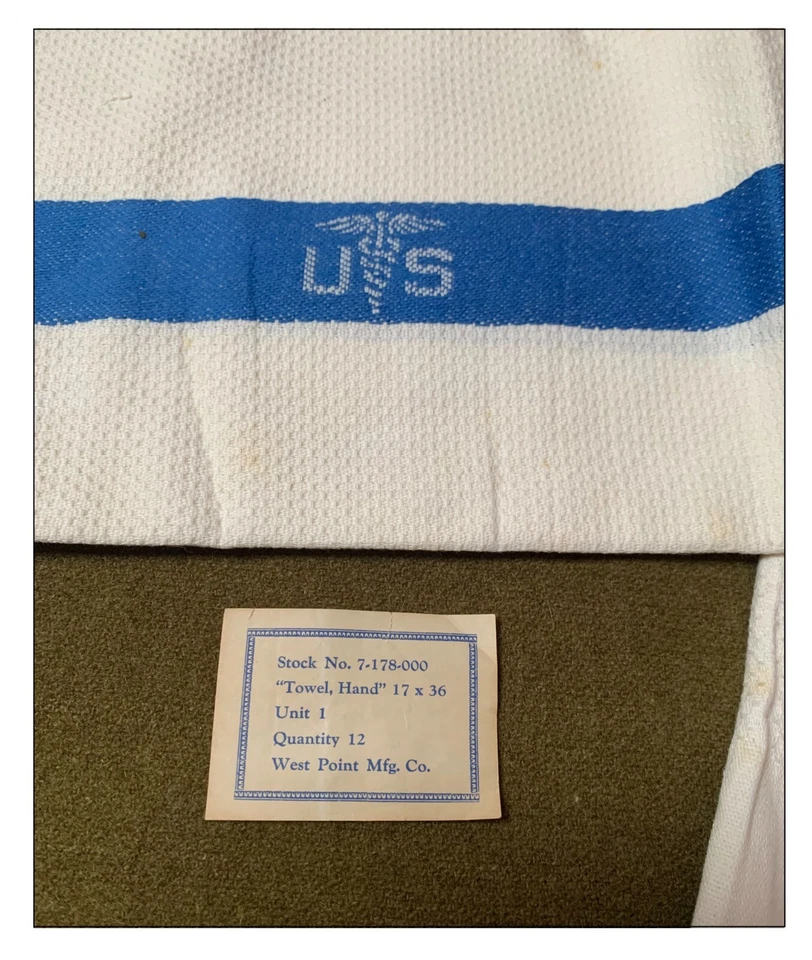 U S
Stock No. 7-178-000
"Towel, Hand" 17 x 36
Unit 1
Quantity 12
West Point Mfg. Co.